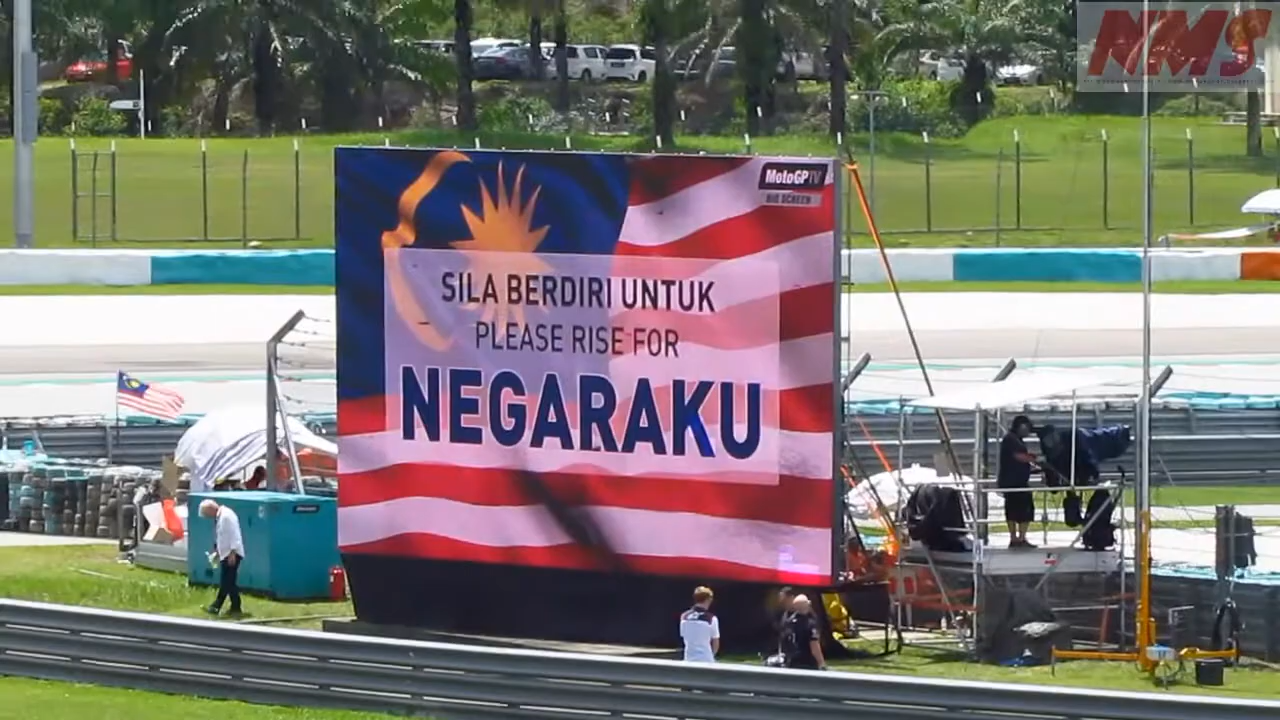 NMS
MotoGP TV
BIG SCREEN
SILA BERDIRI UNTUK
PLEASE RISE FOR
NEGARAKU